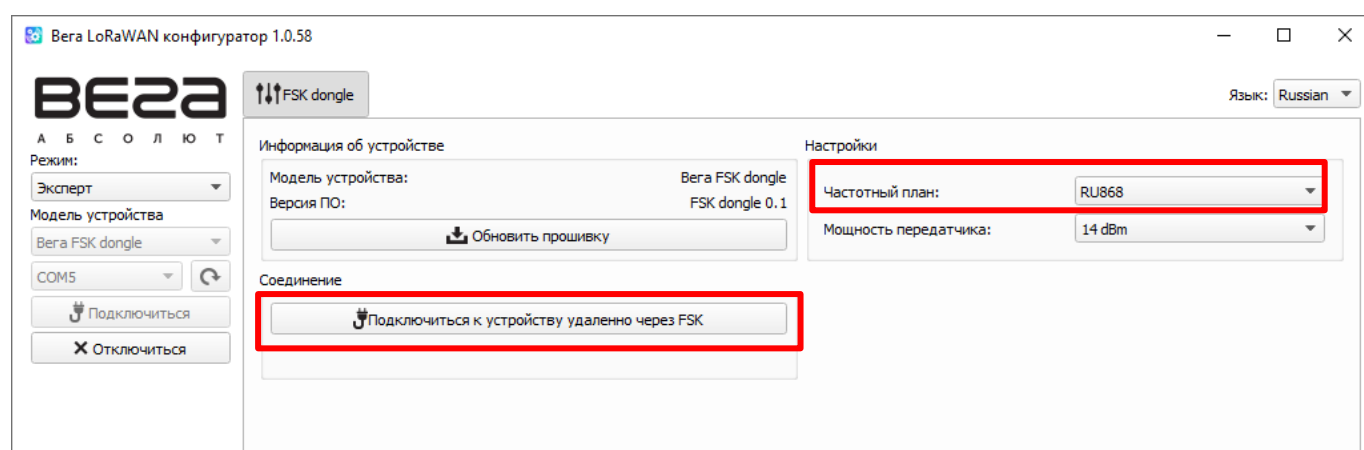 Вега LoRaWAN конфигуратор 1.0.58
ВЕГА
АБСОЛЮТ
Режим:
Эксперт
Модель устройства
Вега FSK dongle
COM5
Подключиться
Отключиться
FSK dongle
Язык: Russian
Информация об устройстве
Модель устройства: Вега FSK dongle
Версия ПО: FSK dongle 0.1
Обновить прошивку
Соединение
Подключиться к устройству удаленно через FSK
Настройки
Частотный план: RU868
Мощность передатчика: 14 dBm